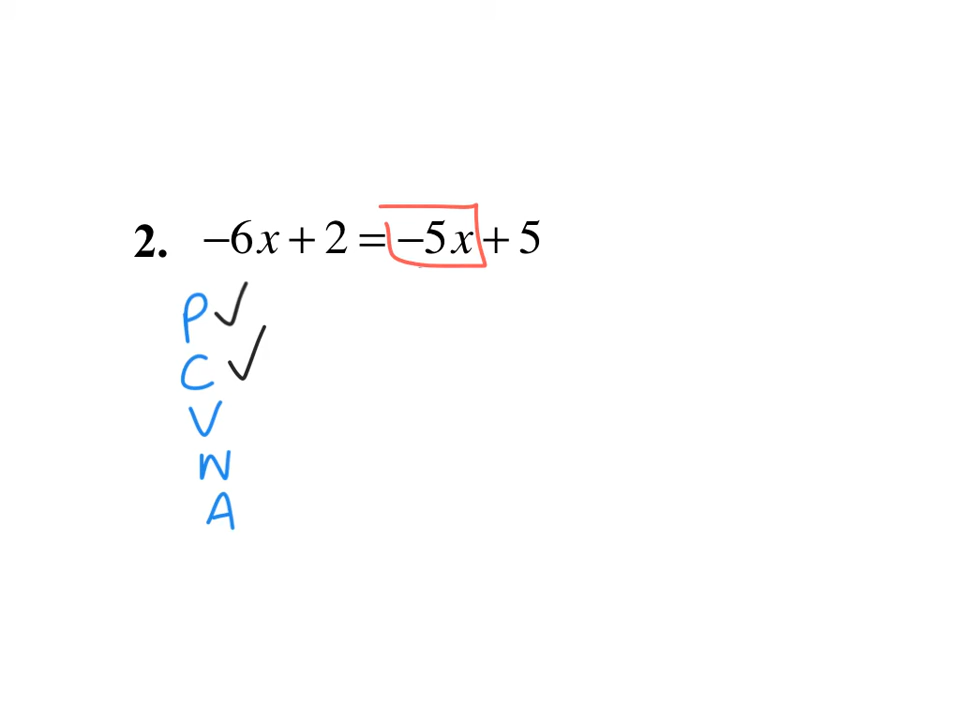 2. −6x + 2 = −5x + 5
P ✓
C ✓
V
N
A